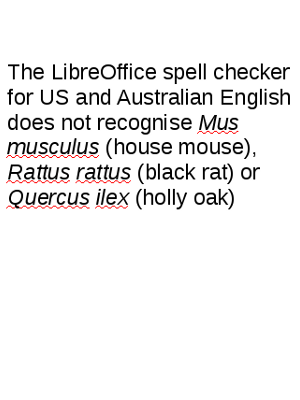 The LibreOffice spell checker
for US and Australian English
does not recognise Mus
musculus (house mouse),
Rattus rattus (black rat) or
Quercus ilex (holly oak)